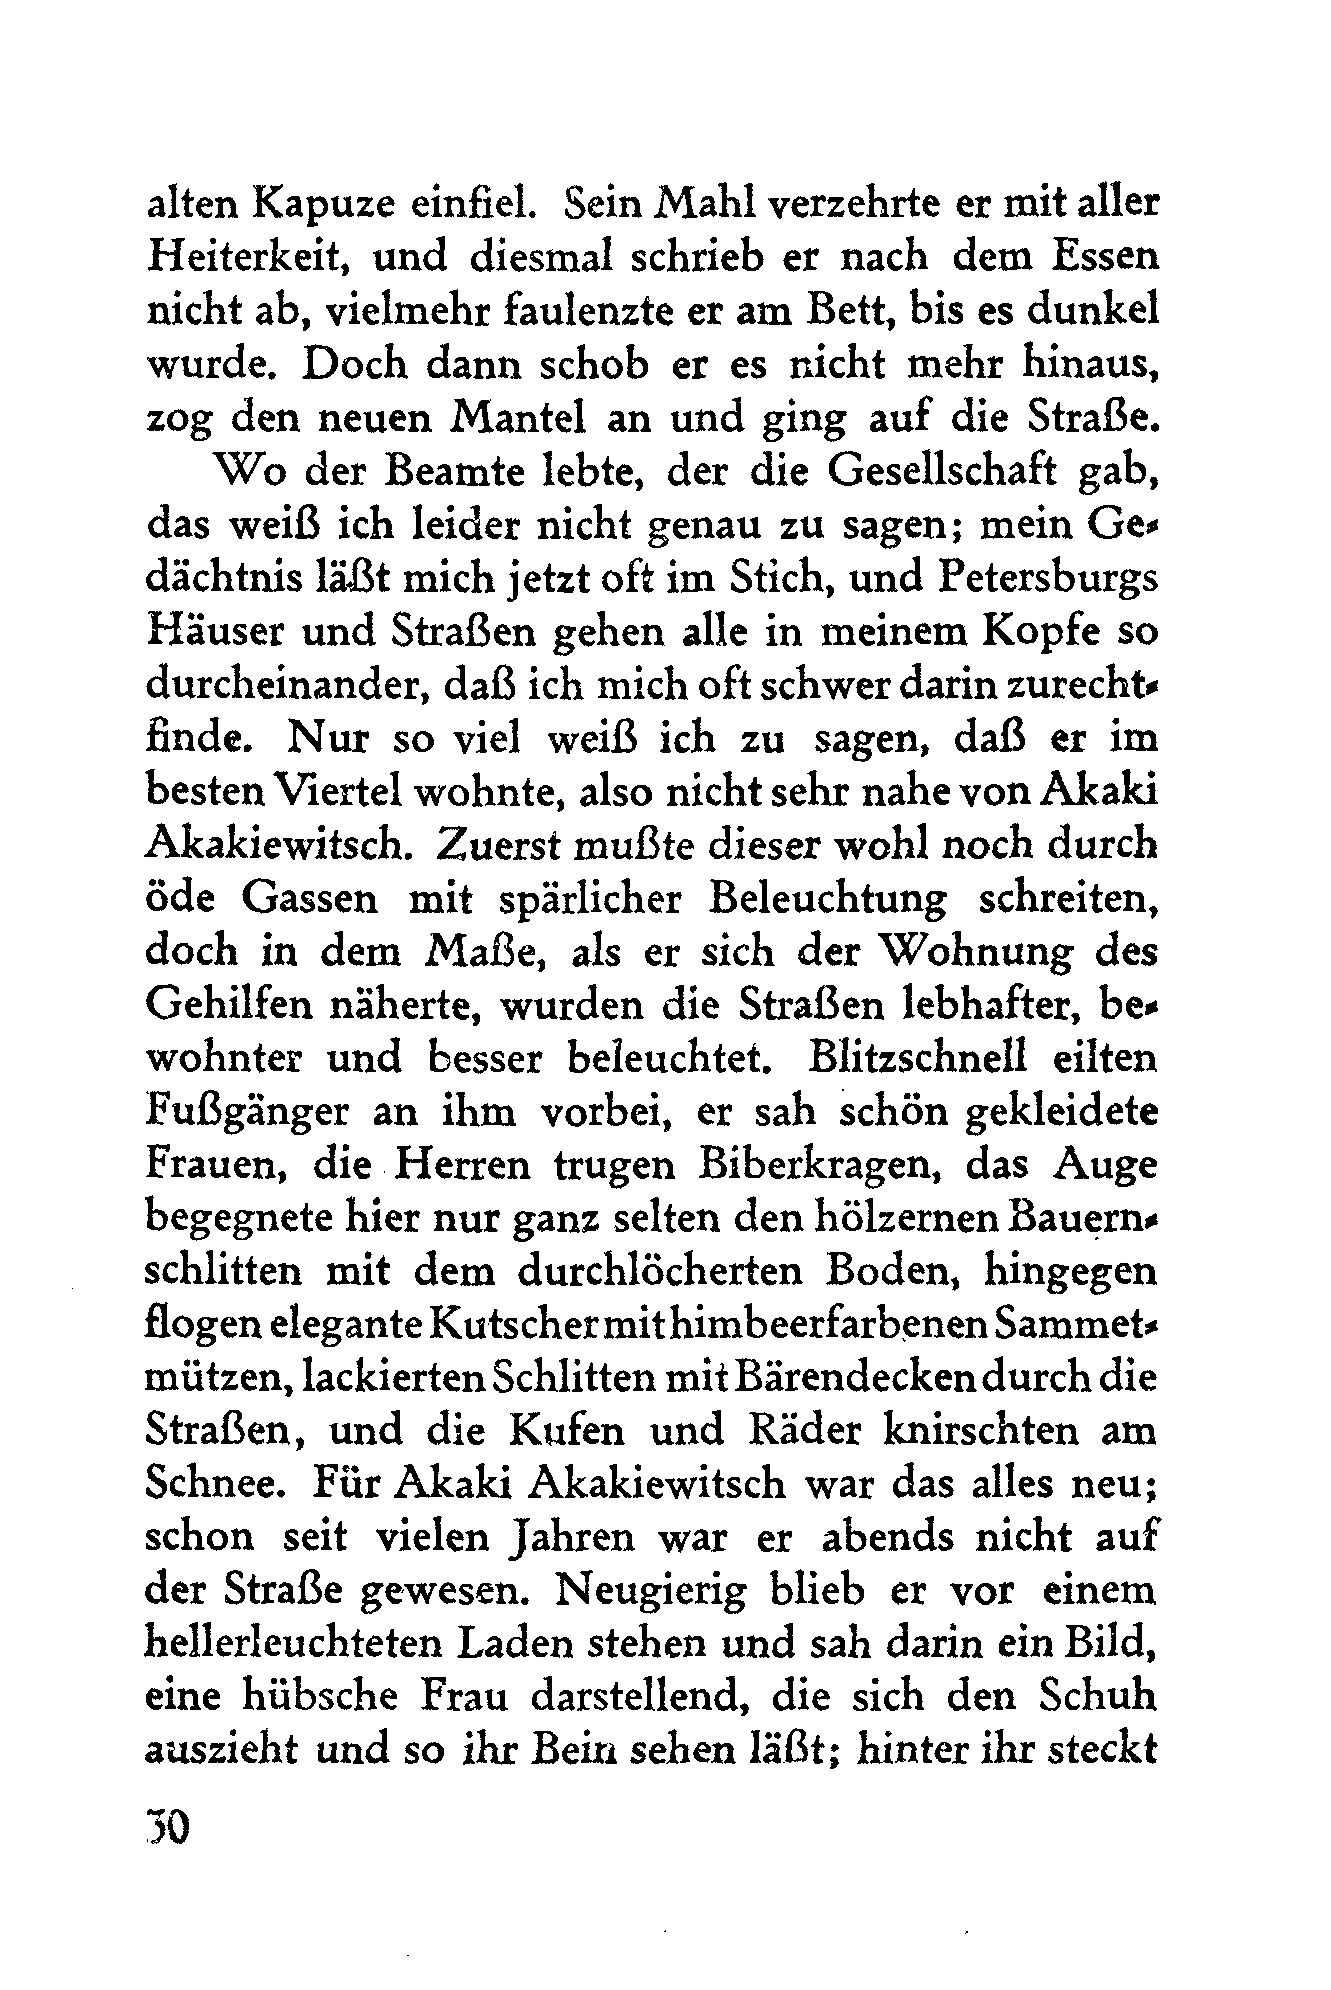 alten Kapuze einfiel. Sein Mahl verzehrte er mit aller
Heiterkeit, und diesmal schrieb er nach dem Essen
nicht ab, vielmehr faulenzte er am Bett, bis es dunkel
wurde. Doch dann schob er es nicht mehr hinaus,
zog den neuen Mantel an und ging auf die Straße.
Wo der Beamte lebte, der die Gesellschaft gab,
das weiß ich leider nicht genau zu sagen; mein Ge-
dächtnis läßt mich jetzt oft im Stich, und Petersburgs
Häuser und Straßen gehen alle in meinem Kopfe so
durcheinander, daß ich mich oft schwer darin zurecht-
finde. Nur so viel weiß ich zu sagen, daß er im
besten Viertel wohnte, also nicht sehr nahe von Akaki
Akakiewitsch. Zuerst mußte dieser wohl noch durch
öde Gassen mit spärlicher Beleuchtung schreiten,
doch in dem Maße, als er sich der Wohnung des
Gehilfen näherte, wurden die Straßen lebhafter, be-
wohnter und besser beleuchtet. Blitzschnell eilten
Fußgänger an ihm vorbei, er sah schön gekleidete
Frauen, die Herren trugen Biberkragen, das Auge
begegnete hier nur ganz selten den hölzernen Bauern-
schlitten mit dem durchlöcherten Boden, hingegen
flogen elegante Kutscher mit himbeerfarbenen Sammet-
mützen, lackierten Schlitten mit Bärendecken durch die
Straßen, und die Kufen und Räder knirschten am
Schnee. Für Akaki Akakiewitsch war das alles neu;
schon seit vielen Jahren war er abends nicht auf
der Straße gewesen. Neugierig blieb er vor einem
hellerleuchteten Laden stehen und sah darin ein Bild,
eine hübsche Frau darstellend, die sich den Schuh
auszieht und so ihr Bein sehen läßt; hinter ihr steckt
30